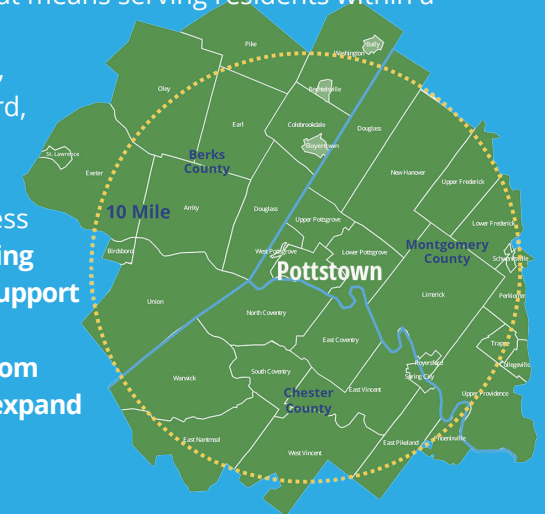 at means serving residents within a
rd,
ess
ing
upport
om
expand
Pike
Bally
Washington
Oley
Bechtelsville
Earl
Colebrookdale
Douglass
Boyertown
St. Lawrence
Exeter
Berks
County
New Hanover
Upper Frederick
10 Mile
Amity
Douglass
Upper Pottsgrove
Lower Frederick
Birdsboro
West Pottsgrove
Lower Pottsgrove
Montgomery
County
Schwenksville
Pottstown
Union
Limerick
Perkiomen
North Coventry
East Coventry
Trappe
Royersford
Collegeville
Spring City
South Coventry
Warwick
Chester
County
East Vincent
Upper Providence
East Nantmeal
West Vincent
East Pikeland
Phoenixville